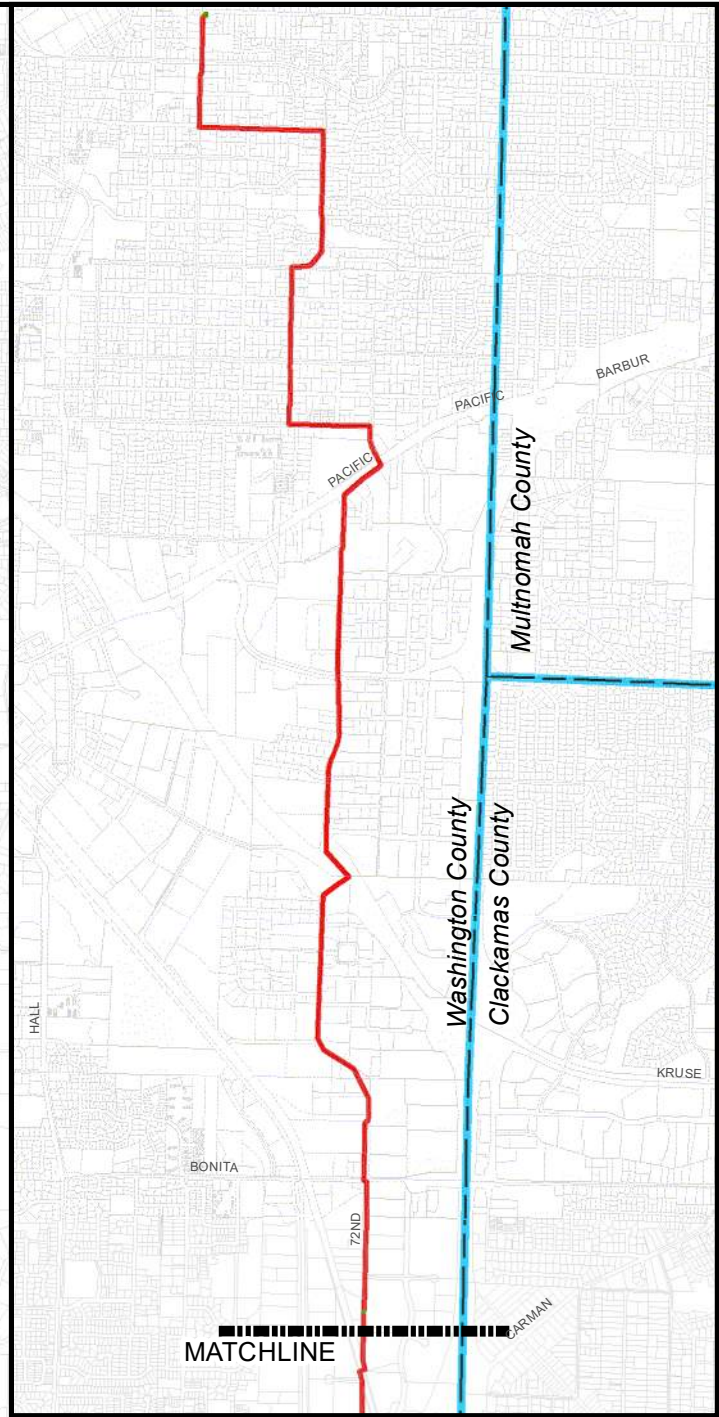 BARBUR
PACIFIC
PACIFIC
Multnomah County
Washington County
Clackamas County
HALL
KRUSE
BONITA
72ND
CARMAN
MATCHLINE